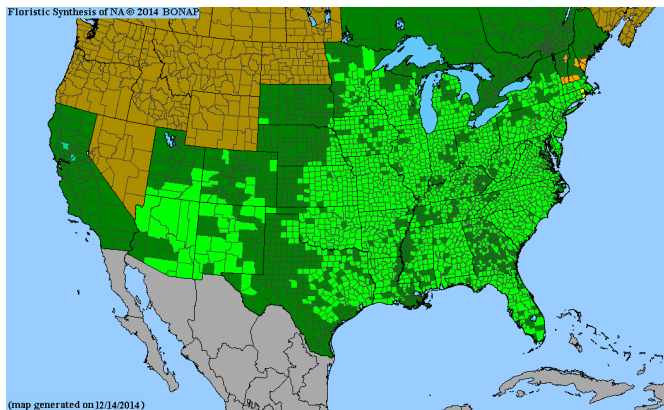 Floristic Synthesis of NA © 2014 BONAP
(map generated on 12/14/2014)